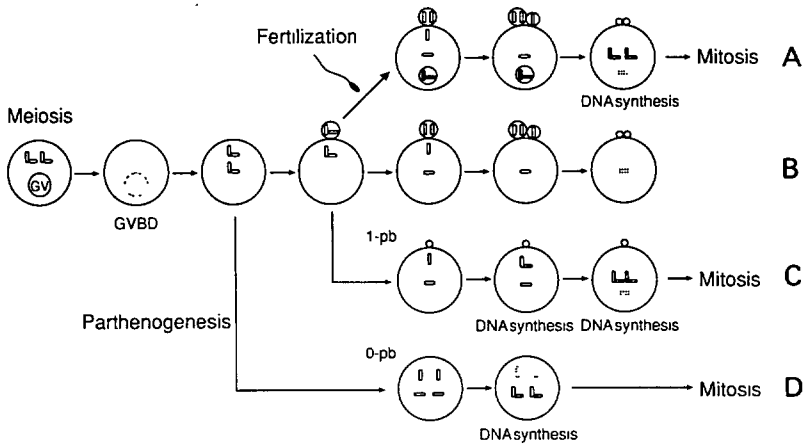 Fertilization
Mitosis
A
DNA synthesis
Meiosis
GV
GVBD
B
1-pb
DNA synthesis
DNA synthesis
Mitosis
C
Parthenogenesis
0-pb
DNA synthesis
Mitosis
D